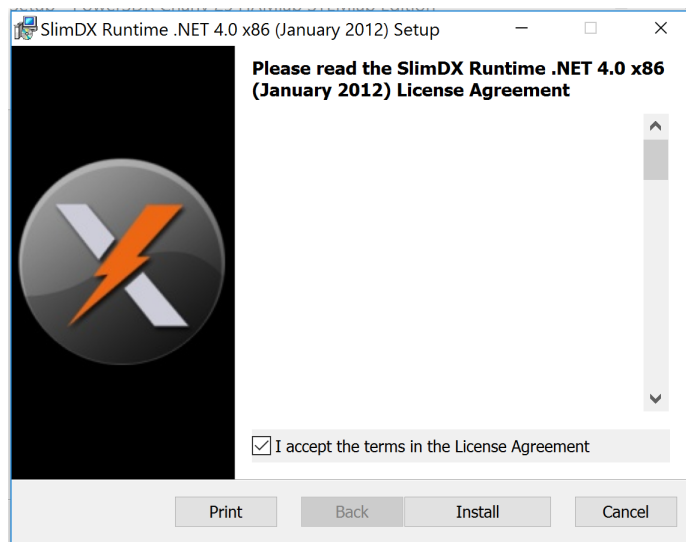 SlimDX Runtime .NET 4.0 x86 (January 2012) Setup
Please read the SlimDX Runtime .NET 4.0 x86
(January 2012) License Agreement
I accept the terms in the License Agreement
Print
Back
Install
Cancel